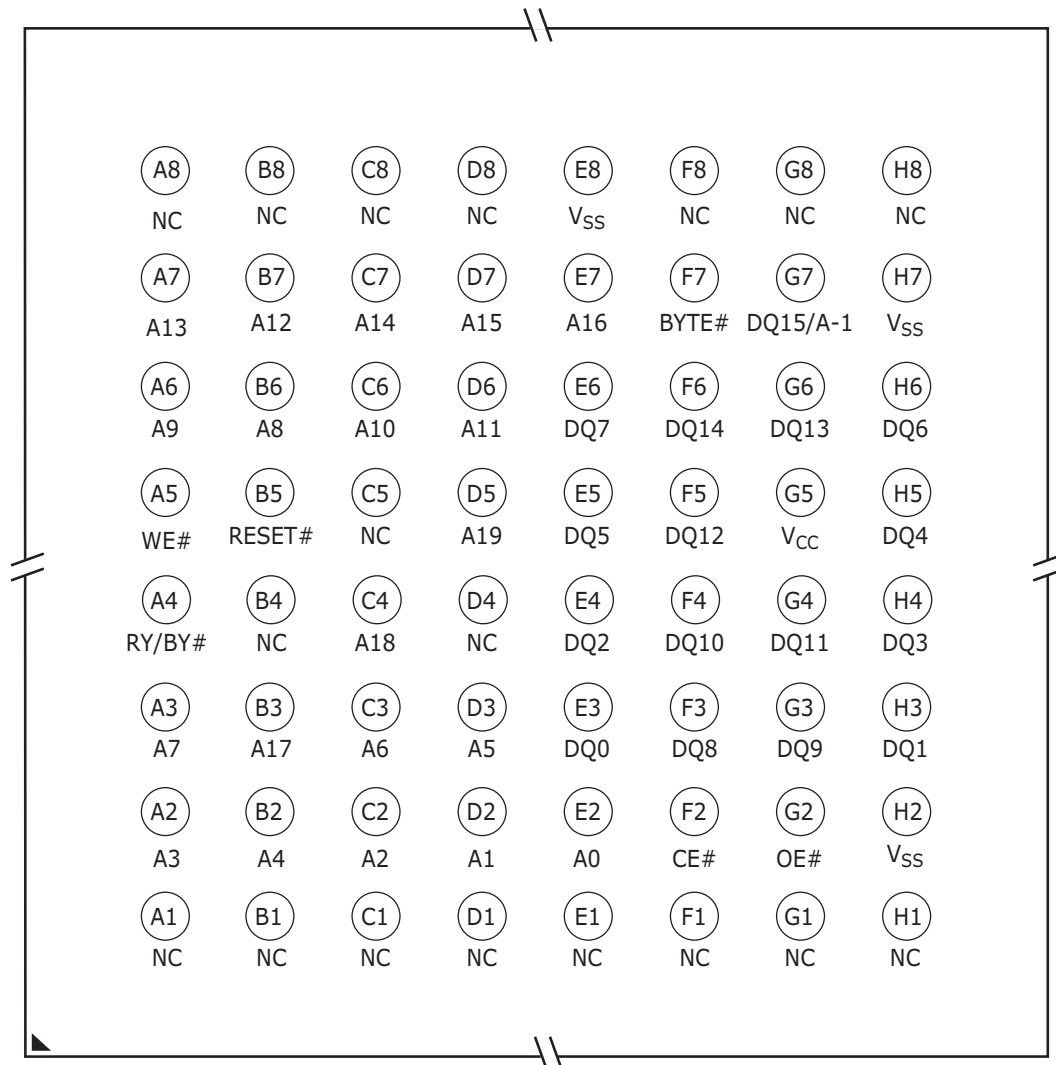 A8 B8 C8 D8 E8 F8 G8 H8
NC NC NC NC VSS NC NC NC
A7 B7 C7 D7 E7 F7 G7 H7
A13 A12 A14 A15 A16 BYTE# DQ15/A-1 VSS
A6 B6 C6 D6 E6 F6 G6 H6
A9 A8 A10 A11 DQ7 DQ14 DQ13 DQ6
A5 B5 C5 D5 E5 F5 G5 H5
WE# RESET# NC A19 DQ5 DQ12 VCC DQ4
A4 B4 C4 D4 E4 F4 G4 H4
RY/BY# NC A18 NC DQ2 DQ10 DQ11 DQ3
A3 B3 C3 D3 E3 F3 G3 H3
A7 A17 A6 A5 DQ0 DQ8 DQ9 DQ1
A2 B2 C2 D2 E2 F2 G2 H2
A3 A4 A2 A1 A0 CE# OE# VSS
A1 B1 C1 D1 E1 F1 G1 H1
NC NC NC NC NC NC NC NC